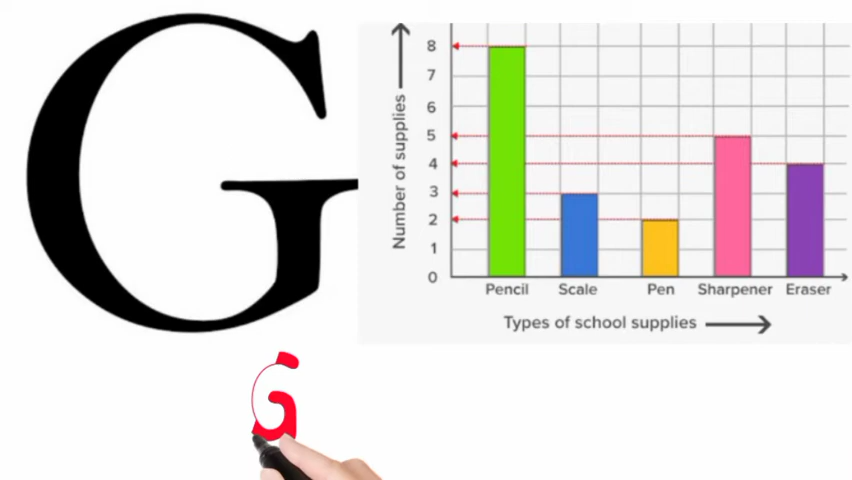 G
Number of supplies
8
7
6
5
4
3
2
1
0
Pencil Scale Pen Sharpener Eraser
Types of school supplies
G